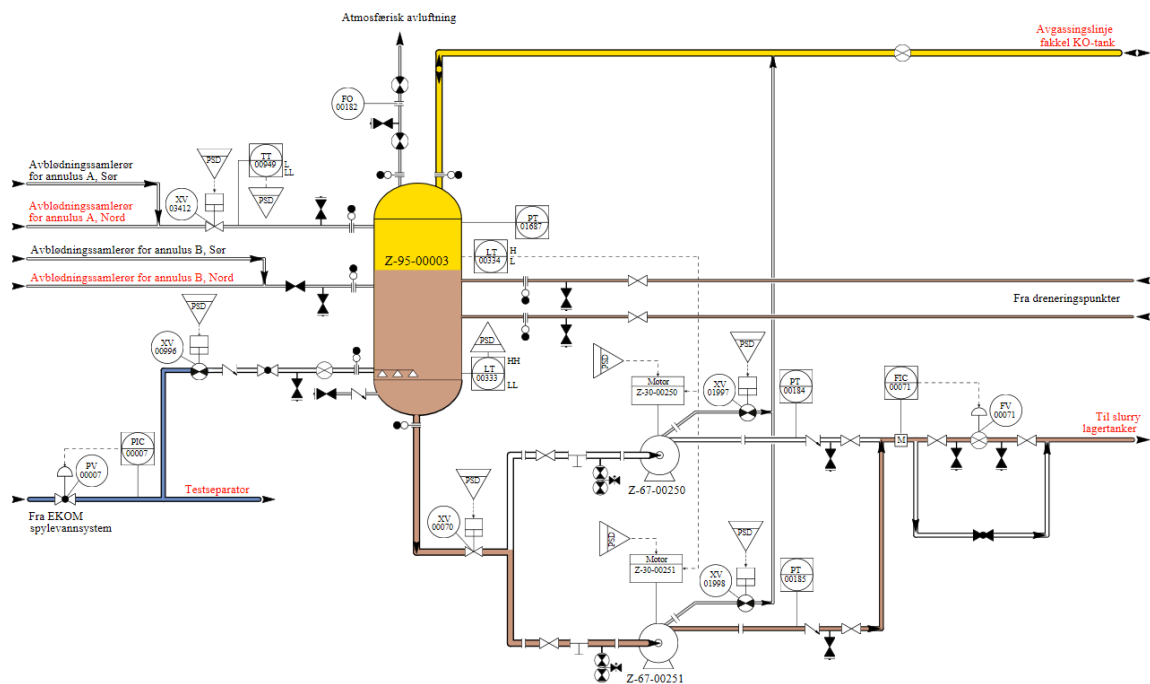 Atmosfærisk avluftning
Avgassingslinje
fakkel KO-tank
FO
00182
Avblødningssamlerør
for annulus A, Sør
PSD
TT
00949
L
LL
XV
03412
PSD
Avblødningssamlerør
for annulus A, Nord
PT
01687
Avblødningssamlerør for annulus B, Sør
Z-95-00003
LT
00334
H
L
Avblødningssamlerør for annulus B, Nord
Fra dreneringspunkter
PSD
XV
00996
PSD
HH
LT
00333
LL
PSD
Motor
Z-30-00250
PSD
XV
01997
PT
00184
FIC
00071
FV
00071
Til slurry
lagertanker
M
PIC
00007
PV
00007
Testseparator
Fra EKOM
spylevannsystem
PSD
XV
00070
Z-67-00250
PSD
Motor
Z-30-00251
PSD
XV
01998
PT
00185
Z-67-00251